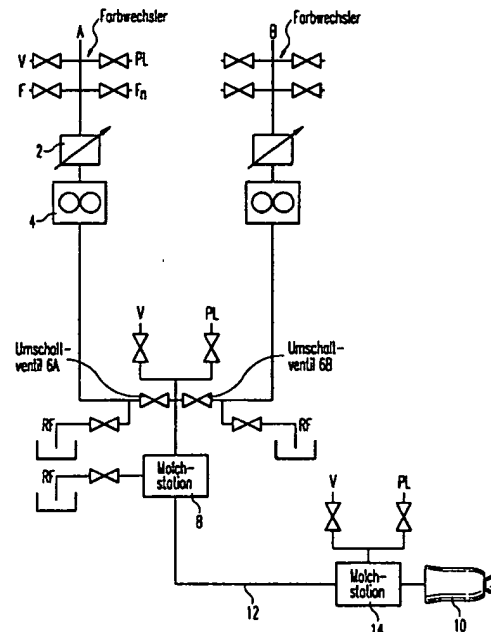 Farbwechsler
Farbwechsler
A
B
V
PL
F
Fn
2
4
V
PL
Umschalt-
ventil 6A
Umschalt-
ventil 6B
RF
RF
RF
Molch-
station
8
V
PL
Molch-
station
12
14
10